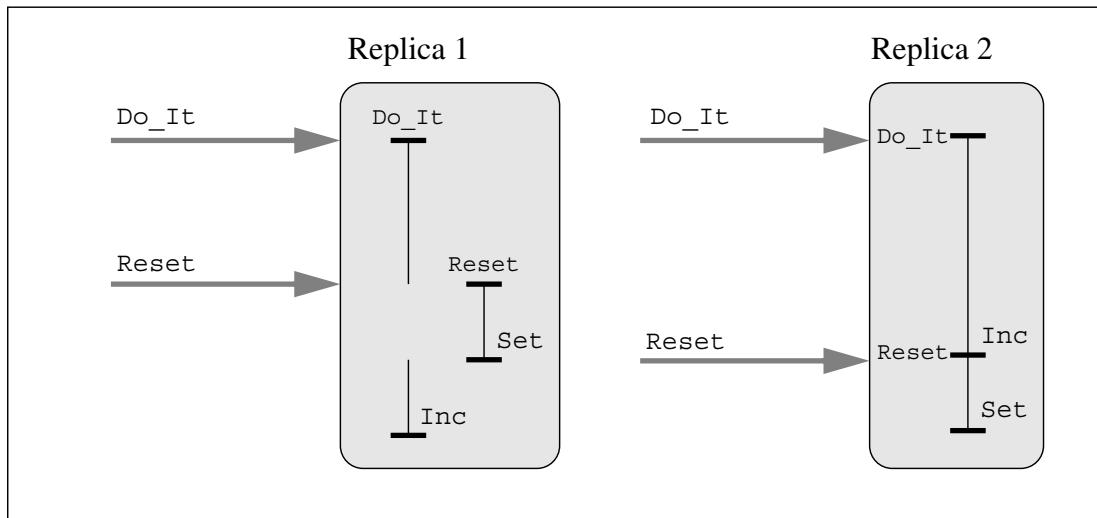 Replica 1
Do_It
Do_It
Reset
Reset
Set
Inc
Replica 2
Do_It
Do_It
Inc
Reset
Reset
Set